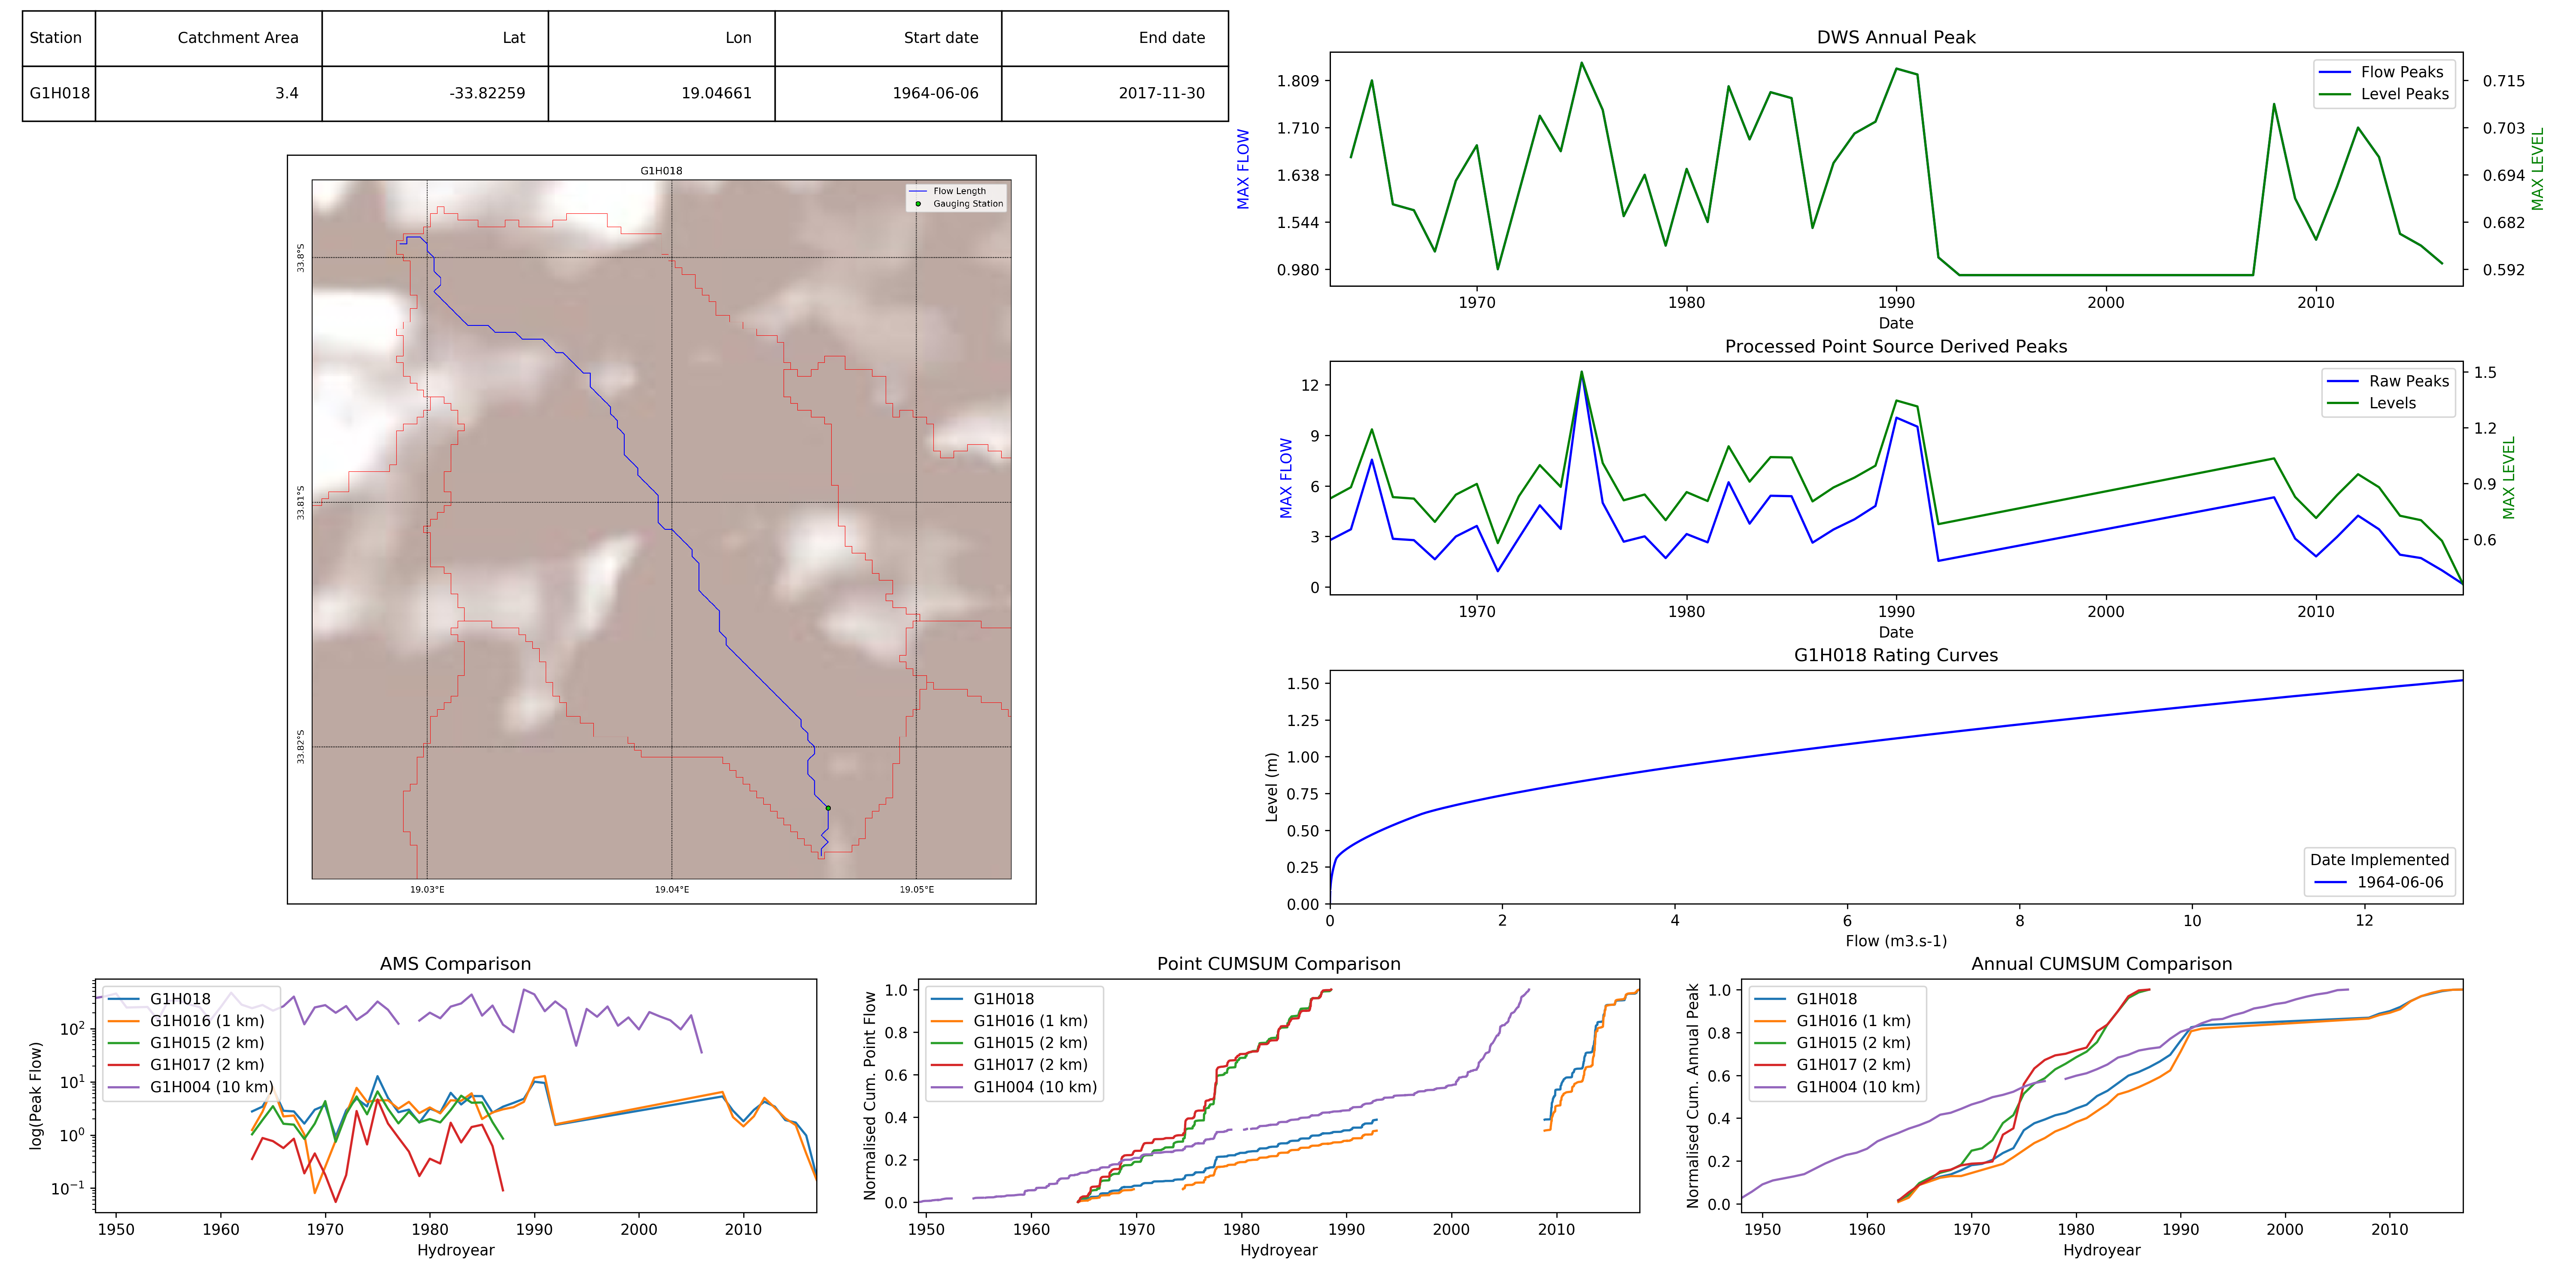 Station Catchment Area Lat Lon Start date End date
G1H018 3.4 -33.82259 19.04661 1964-06-06 2017-11-30
G1H018
Flow Length
Gauging Station
33.8°S
33.81°S
33.82°S
19.03°E 19.04°E 19.05°E
DWS Annual Peak
Flow Peaks
Level Peaks
MAX FLOW
1.809
1.710
1.638
1.544
0.980
0.715
0.703
0.694
0.682
0.592
MAX LEVEL
1970 1980 1990 2000 2010
Date
Processed Point Source Derived Peaks
Raw Peaks
Levels
MAX FLOW
12
9
6
3
0
1.5
1.2
0.9
0.6
MAX LEVEL
1970 1980 1990 2000 2010
Date
G1H018 Rating Curves
Level (m)
1.50
1.25
1.00
0.75
0.50
0.25
0.00
Date Implemented
1964-06-06
0 2 4 6 8 10 12
Flow (m3.s-1)
AMS Comparison
G1H018
G1H016 (1 km)
G1H015 (2 km)
G1H017 (2 km)
G1H004 (10 km)
log(Peak Flow)
10²
10¹
10⁰
10⁻¹
1950 1960 1970 1980 1990 2000 2010
Hydroyear
Point CUMSUM Comparison
G1H018
G1H016 (1 km)
G1H015 (2 km)
G1H017 (2 km)
G1H004 (10 km)
Normalised Cum. Point Flow
1.0
0.8
0.6
0.4
0.2
0.0
1950 1960 1970 1980 1990 2000 2010
Hydroyear
Annual CUMSUM Comparison
G1H018
G1H016 (1 km)
G1H015 (2 km)
G1H017 (2 km)
G1H004 (10 km)
Normalised Cum. Annual Peak
1.0
0.8
0.6
0.4
0.2
0.0
1950 1960 1970 1980 1990 2000 2010
Hydroyear